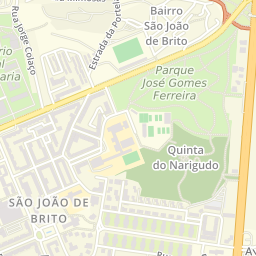 Bairro
São João
de Brito
Estrada da Portela
Rua Jorge Colaço
Parque
José Gomes
Ferreira
Quinta
do Narigudo
SÃO JOÃO DE
BRITO